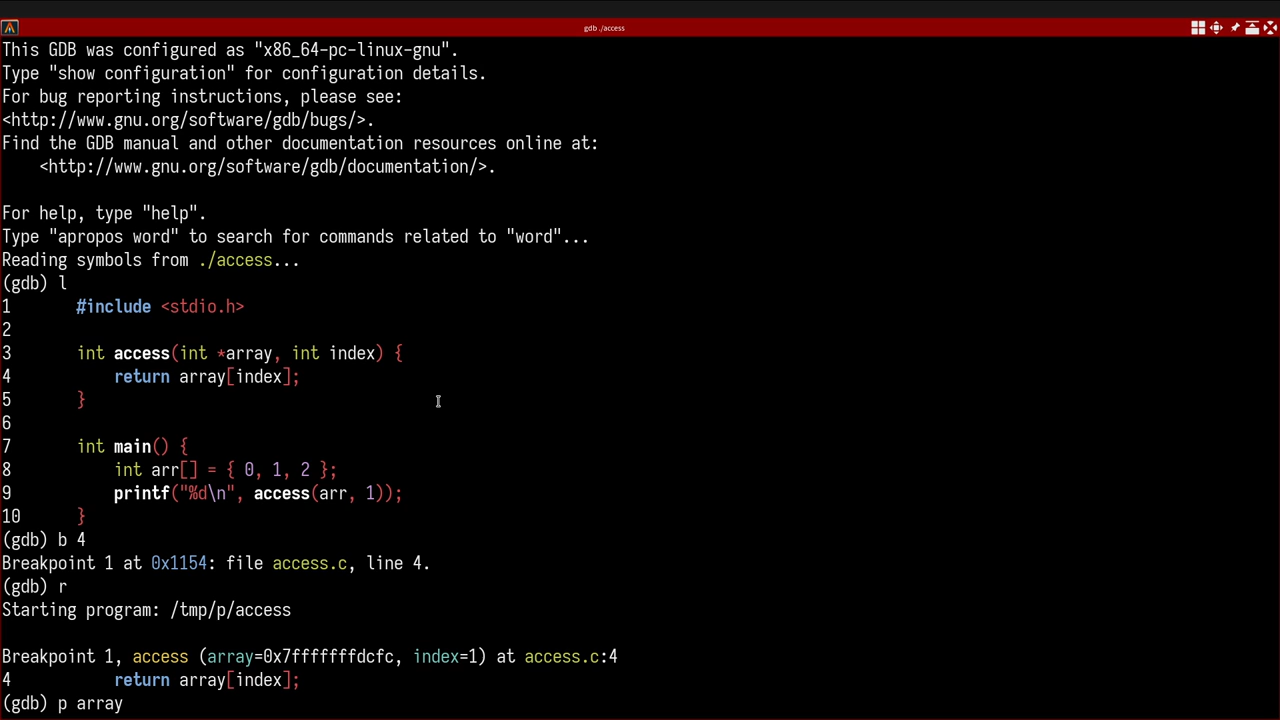 gdb ./access
This GDB was configured as "x86_64-pc-linux-gnu".
Type "show configuration" for configuration details.
For bug reporting instructions, please see:
<http://www.gnu.org/software/gdb/bugs/>.
Find the GDB manual and other documentation resources online at:
    <http://www.gnu.org/software/gdb/documentation/>.

For help, type "help".
Type "apropos word" to search for commands related to "word"...
Reading symbols from ./access...
(gdb) l
1       #include <stdio.h>
2
3       int access(int *array, int index) {
4           return array[index];
5       }
6
7       int main() {
8           int arr[] = { 0, 1, 2 };
9           printf("%d\n", access(arr, 1));
10      }
(gdb) b 4
Breakpoint 1 at 0x1154: file access.c, line 4.
(gdb) r
Starting program: /tmp/p/access

Breakpoint 1, access (array=0x7fffffffdcfc, index=1) at access.c:4
4           return array[index];
(gdb) p array